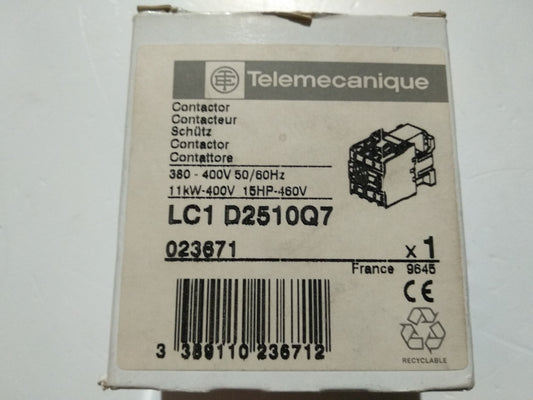 Telemecanique
Contactor
Contacteur
Schütz
Contactor
Contattore
380 - 400V 50/60Hz
11kW-400V 15HP-460V
LC1 D2510Q7
023671
x 1
France 9645
CE
3 389110 236712
RECYCLABLE